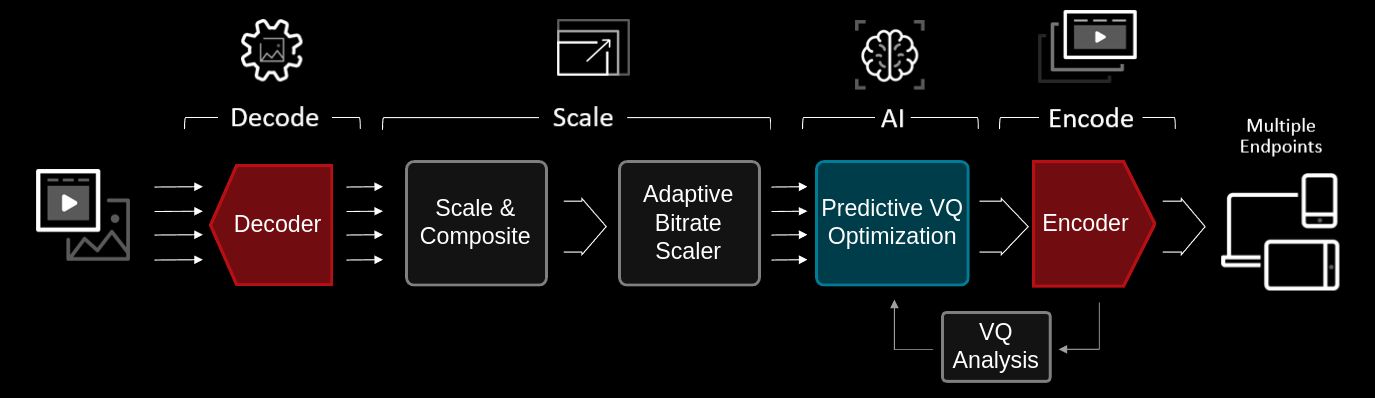 Decode
Scale
AI
Encode
Multiple
Endpoints
Decoder
Scale &
Composite
Adaptive
Bitrate
Scaler
Predictive VQ
Optimization
Encoder
VQ
Analysis